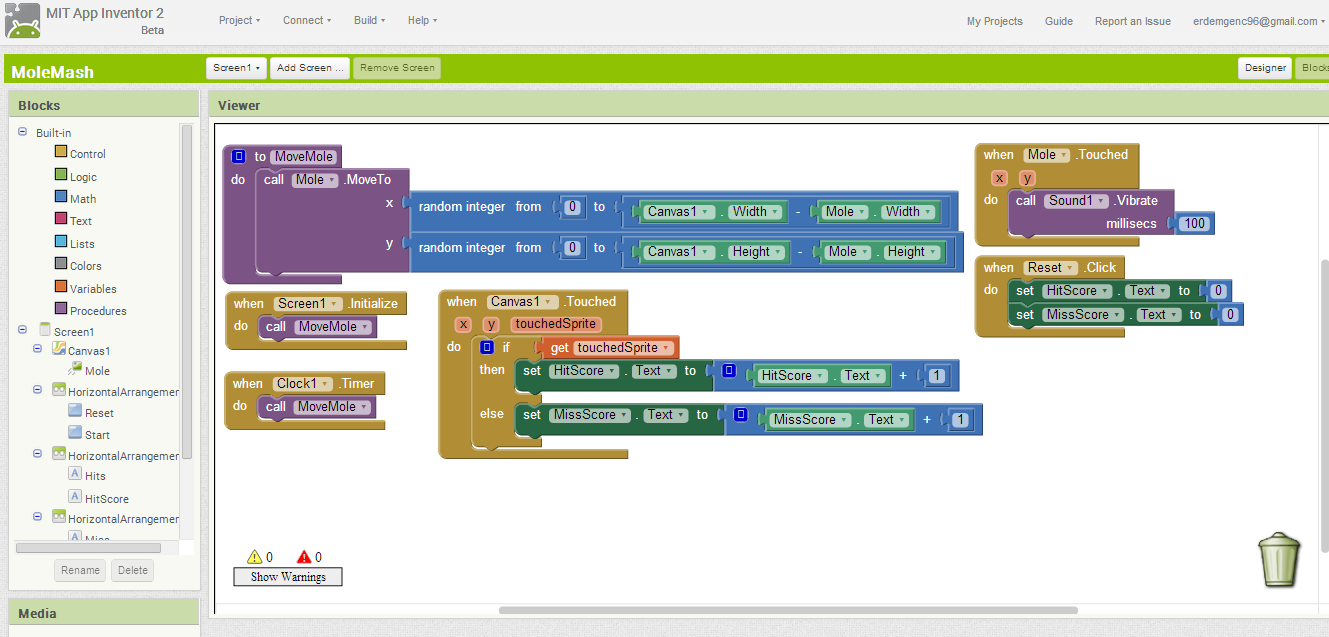 MIT App Inventor 2
Beta
Project Connect Build Help
My Projects Guide Report an Issue erdemgenc96@gmail.com
MoleMash
Screen1 Add Screen ... Remove Screen
Designer Blocks
Blocks
Built-in
Control
Logic
Math
Text
Lists
Colors
Variables
Procedures
Screen1
Canvas1
Mole
HorizontalArrangemer
Reset
Start
HorizontalArrangemer
Hits
HitScore
HorizontalArrangemer
Miss
Rename Delete
Media
Viewer
to MoveMole
do call Mole .MoveTo
x random integer from 0 to Canvas1 . Width - Mole . Width
y random integer from 0 to Canvas1 . Height - Mole . Height
when Screen1 .Initialize
do call MoveMole
when Clock1 .Timer
do call MoveMole
when Canvas1 .Touched
x y touchedSprite
do if get touchedSprite
then set HitScore . Text to HitScore . Text + 1
else set MissScore . Text to MissScore . Text + 1
when Mole .Touched
x y
do call Sound1 .Vibrate
millisecs 100
when Reset .Click
do set HitScore . Text to 0
set MissScore . Text to 0
0 0
Show Warnings